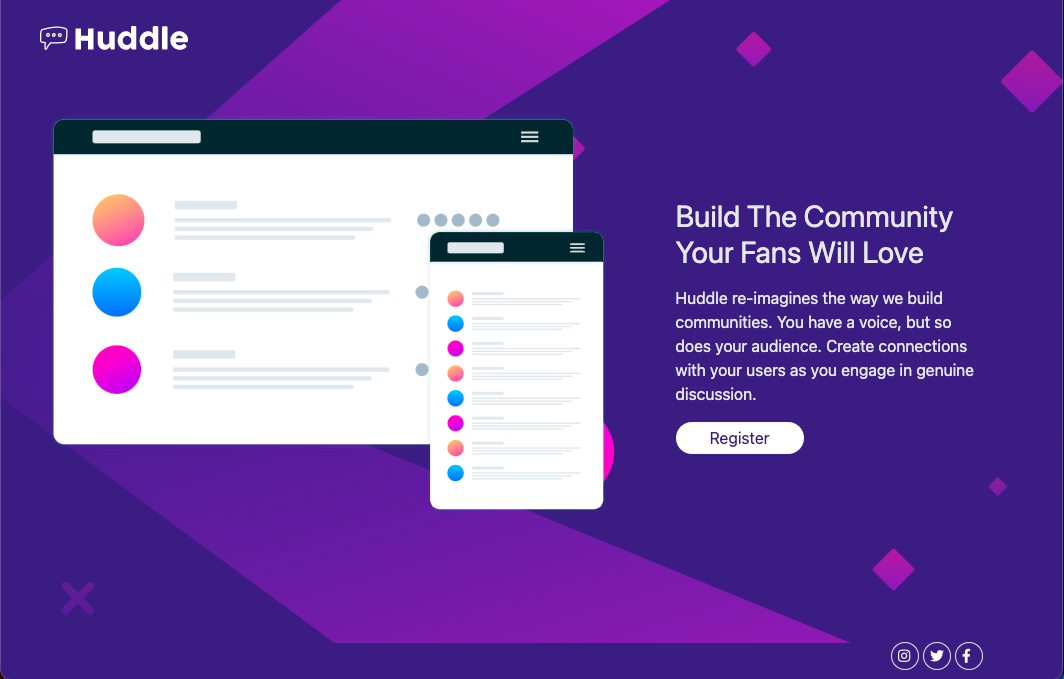 Huddle
Build The Community
Your Fans Will Love
Huddle re-imagines the way we build
communities. You have a voice, but so
does your audience. Create connections
with your users as you engage in genuine
discussion.
Register